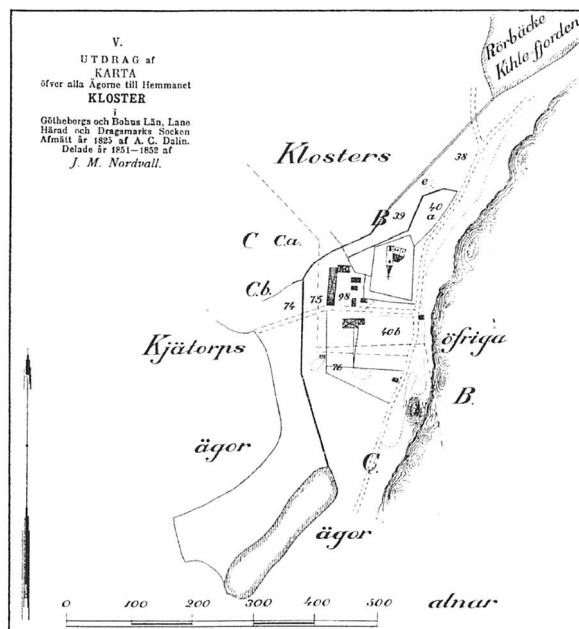 V.
UTDRAG af
KARTA
öfver alla Ägorne till Hemmanet
KLOSTER
i
Götheborgs och Bohus Län, Lane
Härad och Dragsmarks Socken
Afmätt år 1825 af A. C. Dalin.
Delade år 1851—1852 af
J. M. Nordvall.
Rörbäcke
Kihle-fjorden
Klosters
38
e
40
a
39
B
C
C.a.
C.b.
74
75
98
40b
öfriga
Kjätorps
76
B.
ägor
C.
ägor
0 100 200 300 400 500 alnar